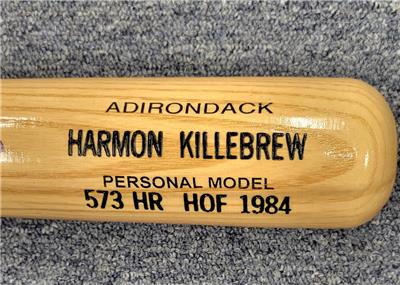 ADIRONDACK
HARMON KILLEBREW
PERSONAL MODEL
573 HR HOF 1984